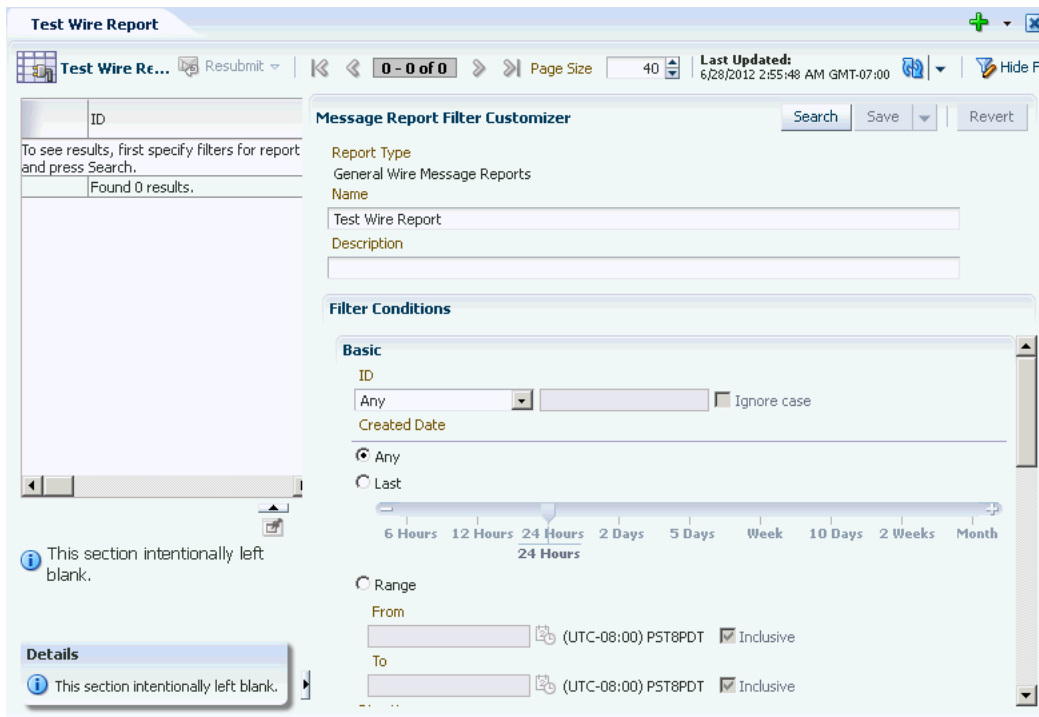 Test Wire Report
Test Wire Re... Resubmit 0 - 0 of 0 Page Size 40 Last Updated: 6/28/2012 2:55:48 AM GMT-07:00 Hide F
ID
To see results, first specify filters for report and press Search.
Found 0 results.
This section intentionally left blank.
Details
This section intentionally left blank.
Message Report Filter Customizer Search Save Revert
Report Type
General Wire Message Reports
Name
Test Wire Report
Description
Filter Conditions
Basic
ID
Any Ignore case
Created Date
Any
Last
6 Hours 12 Hours 24 Hours 2 Days 5 Days Week 10 Days 2 Weeks Month
24 Hours
Range
From
(UTC-08:00) PST8PDT Inclusive
To
(UTC-08:00) PST8PDT Inclusive